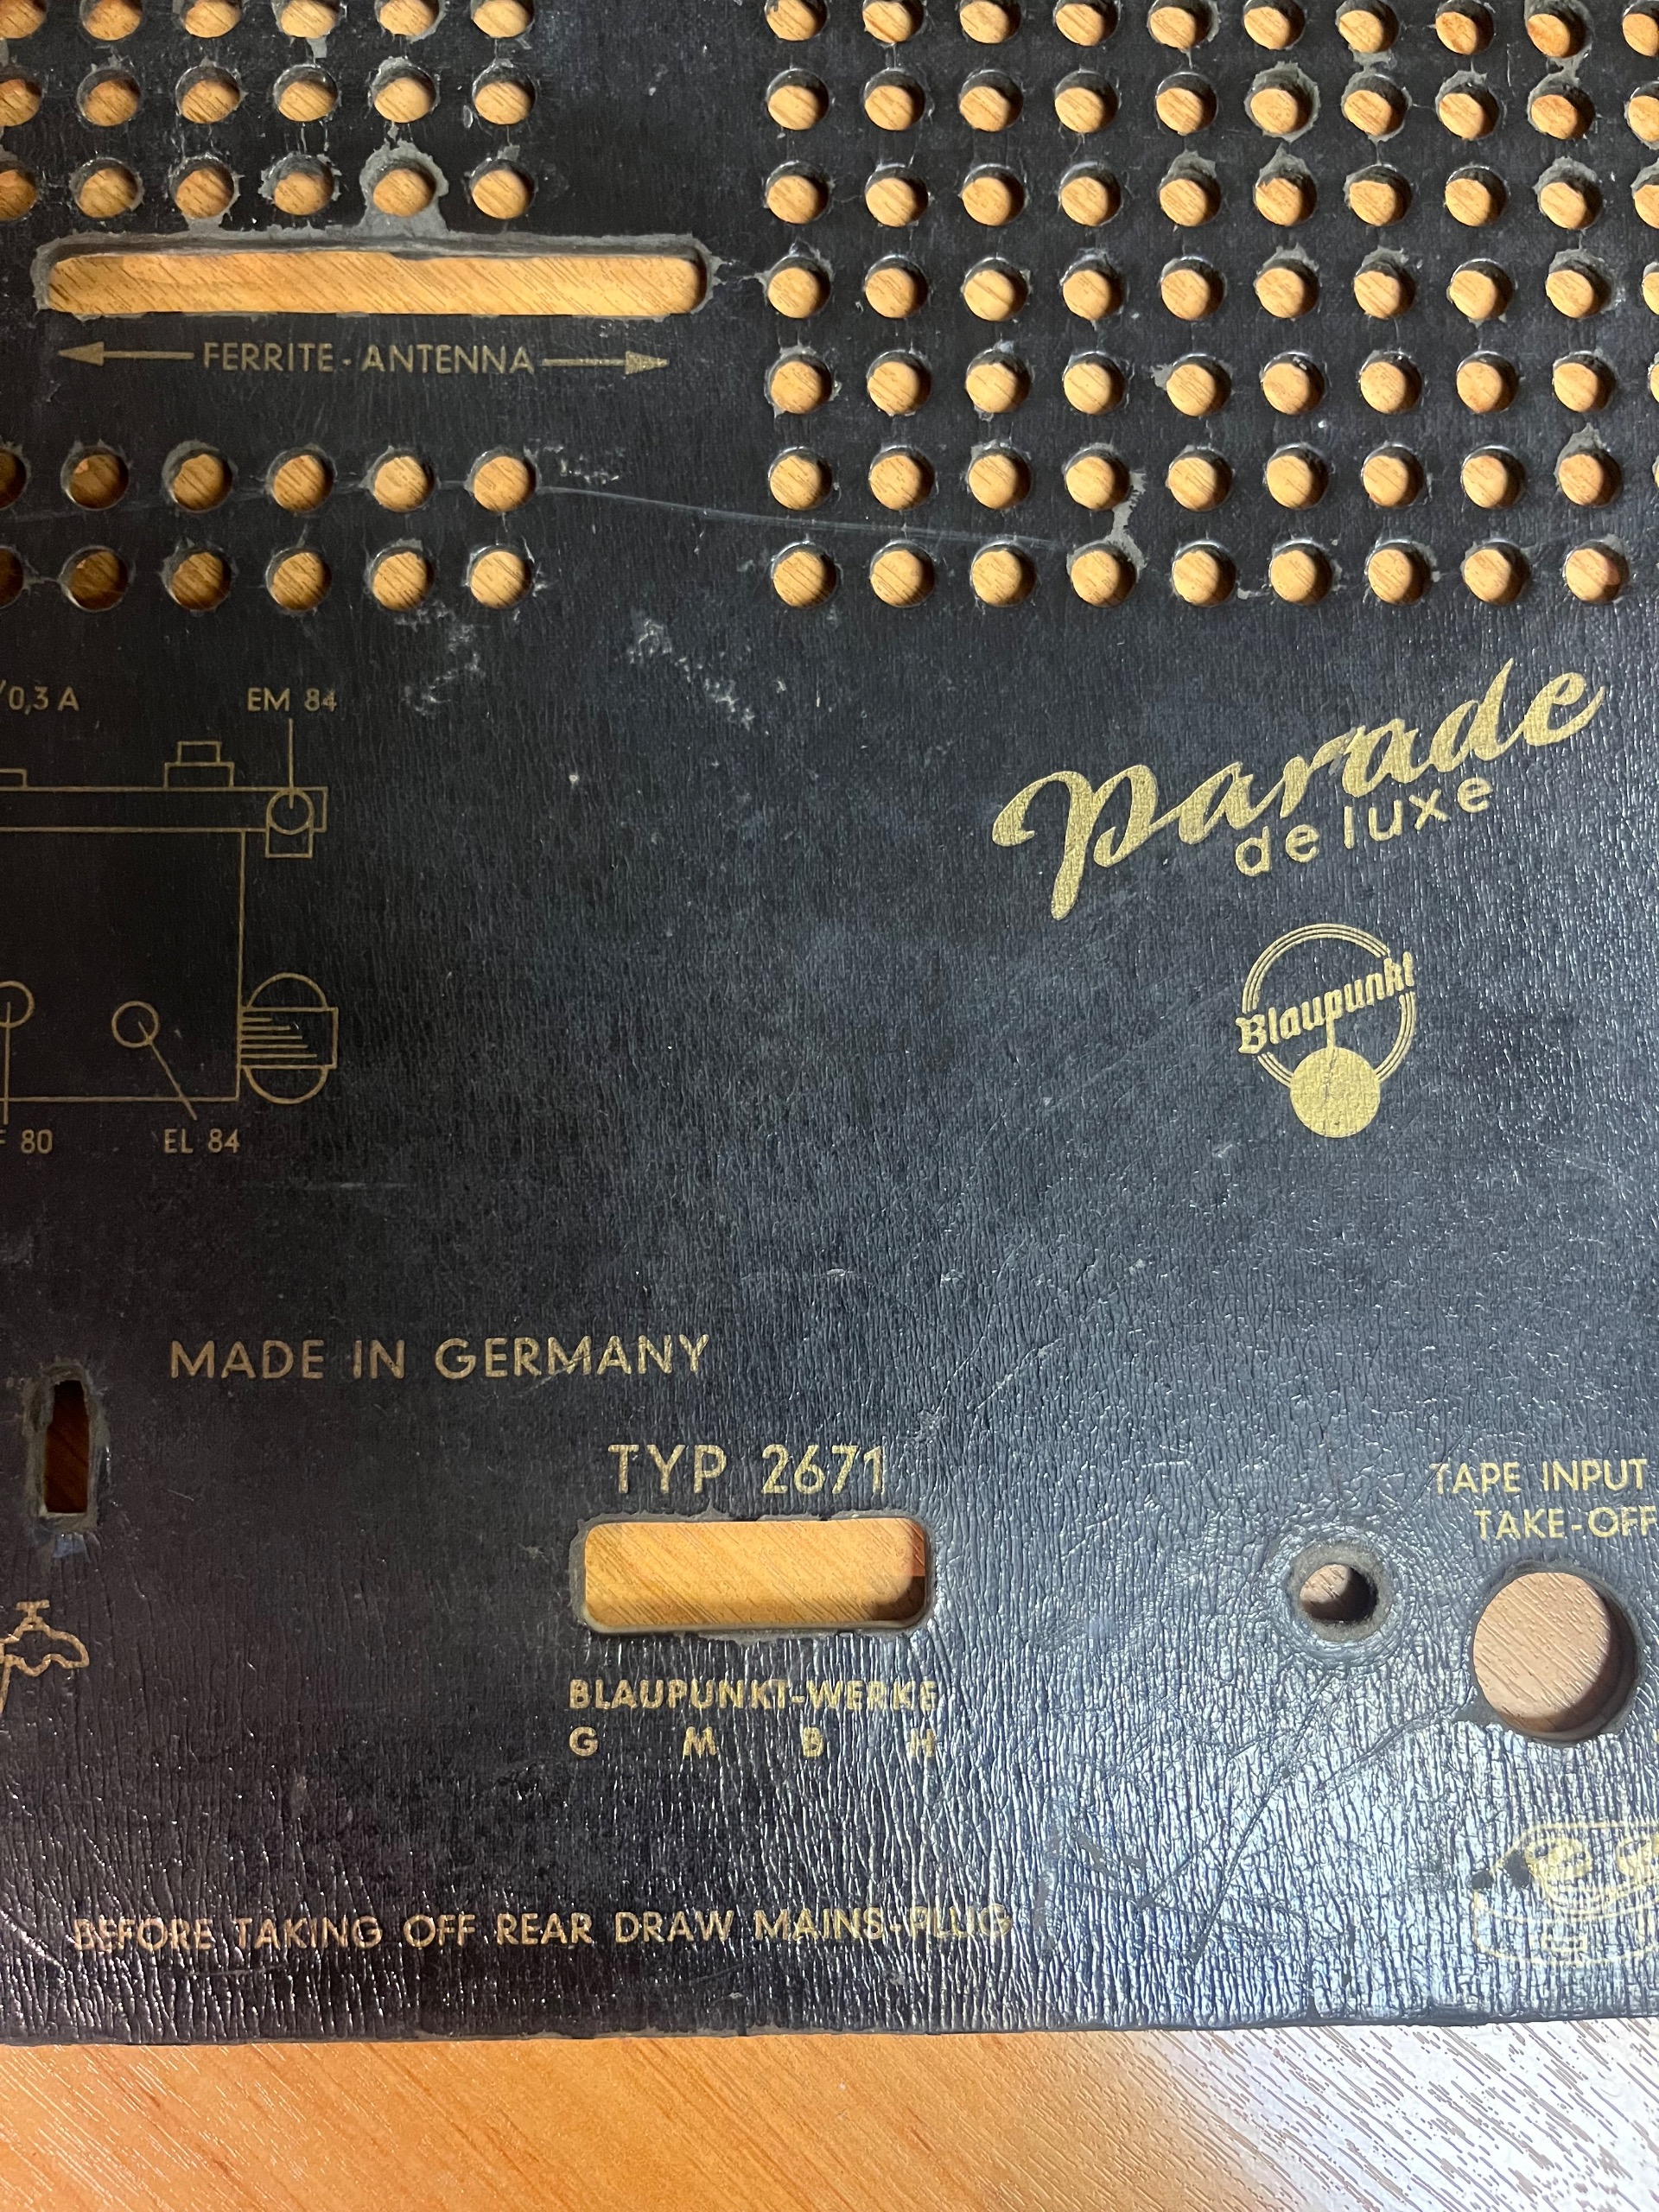 FERRITE-ANTENNA
/0,3 A
EM 84
Parade
de luxe
Blaupunkt
F 80
EL 84
MADE IN GERMANY
TYP 2671
TAPE INPUT
TAKE-OFF
BLAUPUNKT-WERKE
G M B H
BEFORE TAKING OFF REAR DRAW MAINS-PLUG